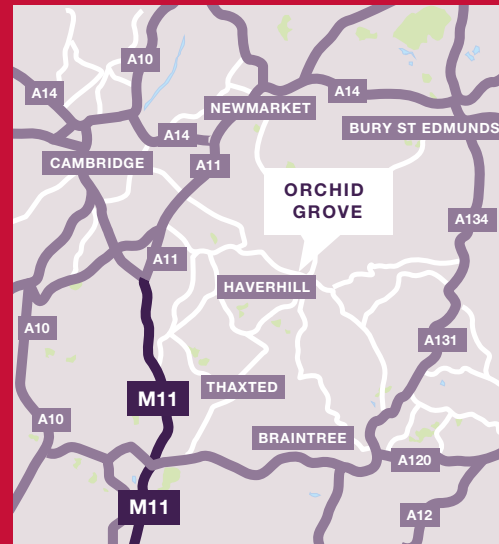 A10
A14
A14
NEWMARKET
A14
BURY ST EDMUNDS
CAMBRIDGE
A11
ORCHID
GROVE
A134
A11
HAVERHILL
A10
A131
THAXTED
M11
A10
BRAINTREE
A120
M11
A12